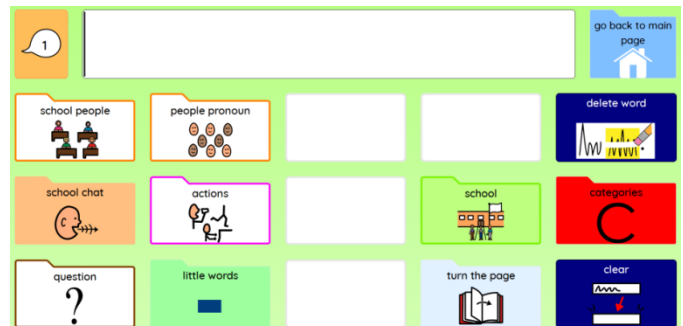 1
go back to main
page
school people
people pronoun
delete word
school chat
actions
school
categories
C
question
?
little words
turn the page
clear